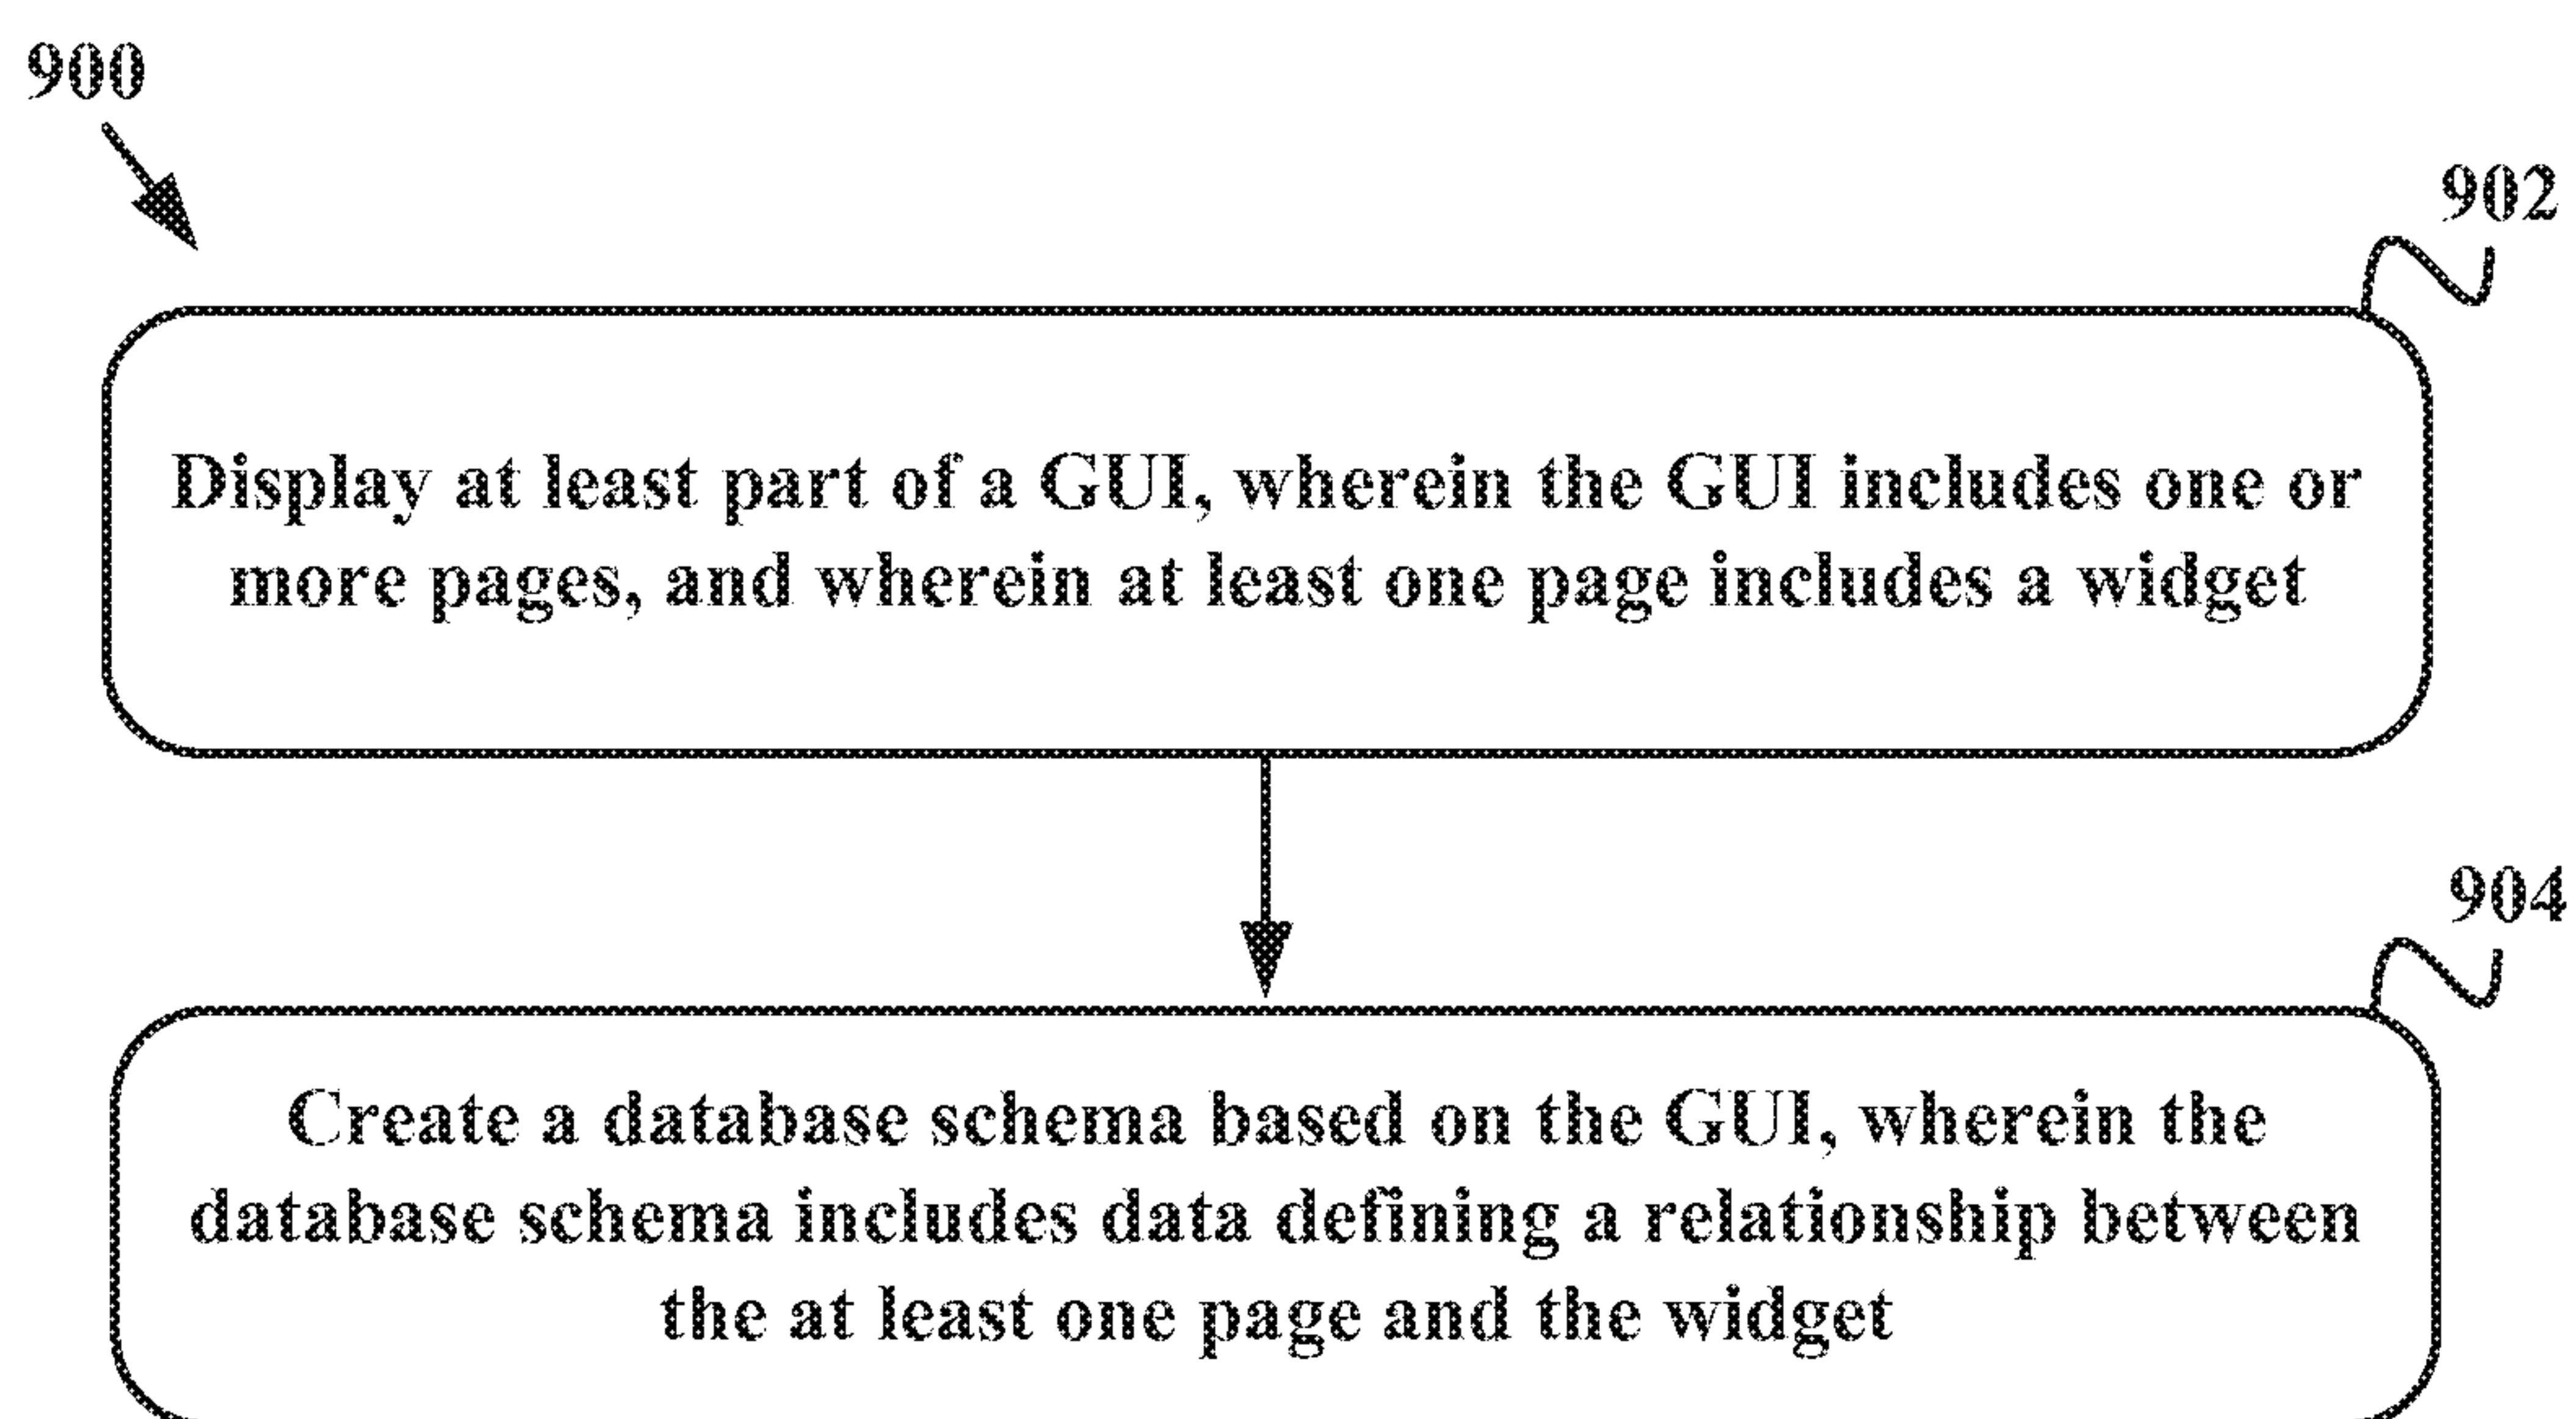 900
902
Display at least part of a GUI, wherein the GUI includes one or
more pages, and wherein at least one page includes a widget
904
Create a database schema based on the GUI, wherein the
database schema includes data defining a relationship between
the at least one page and the widget